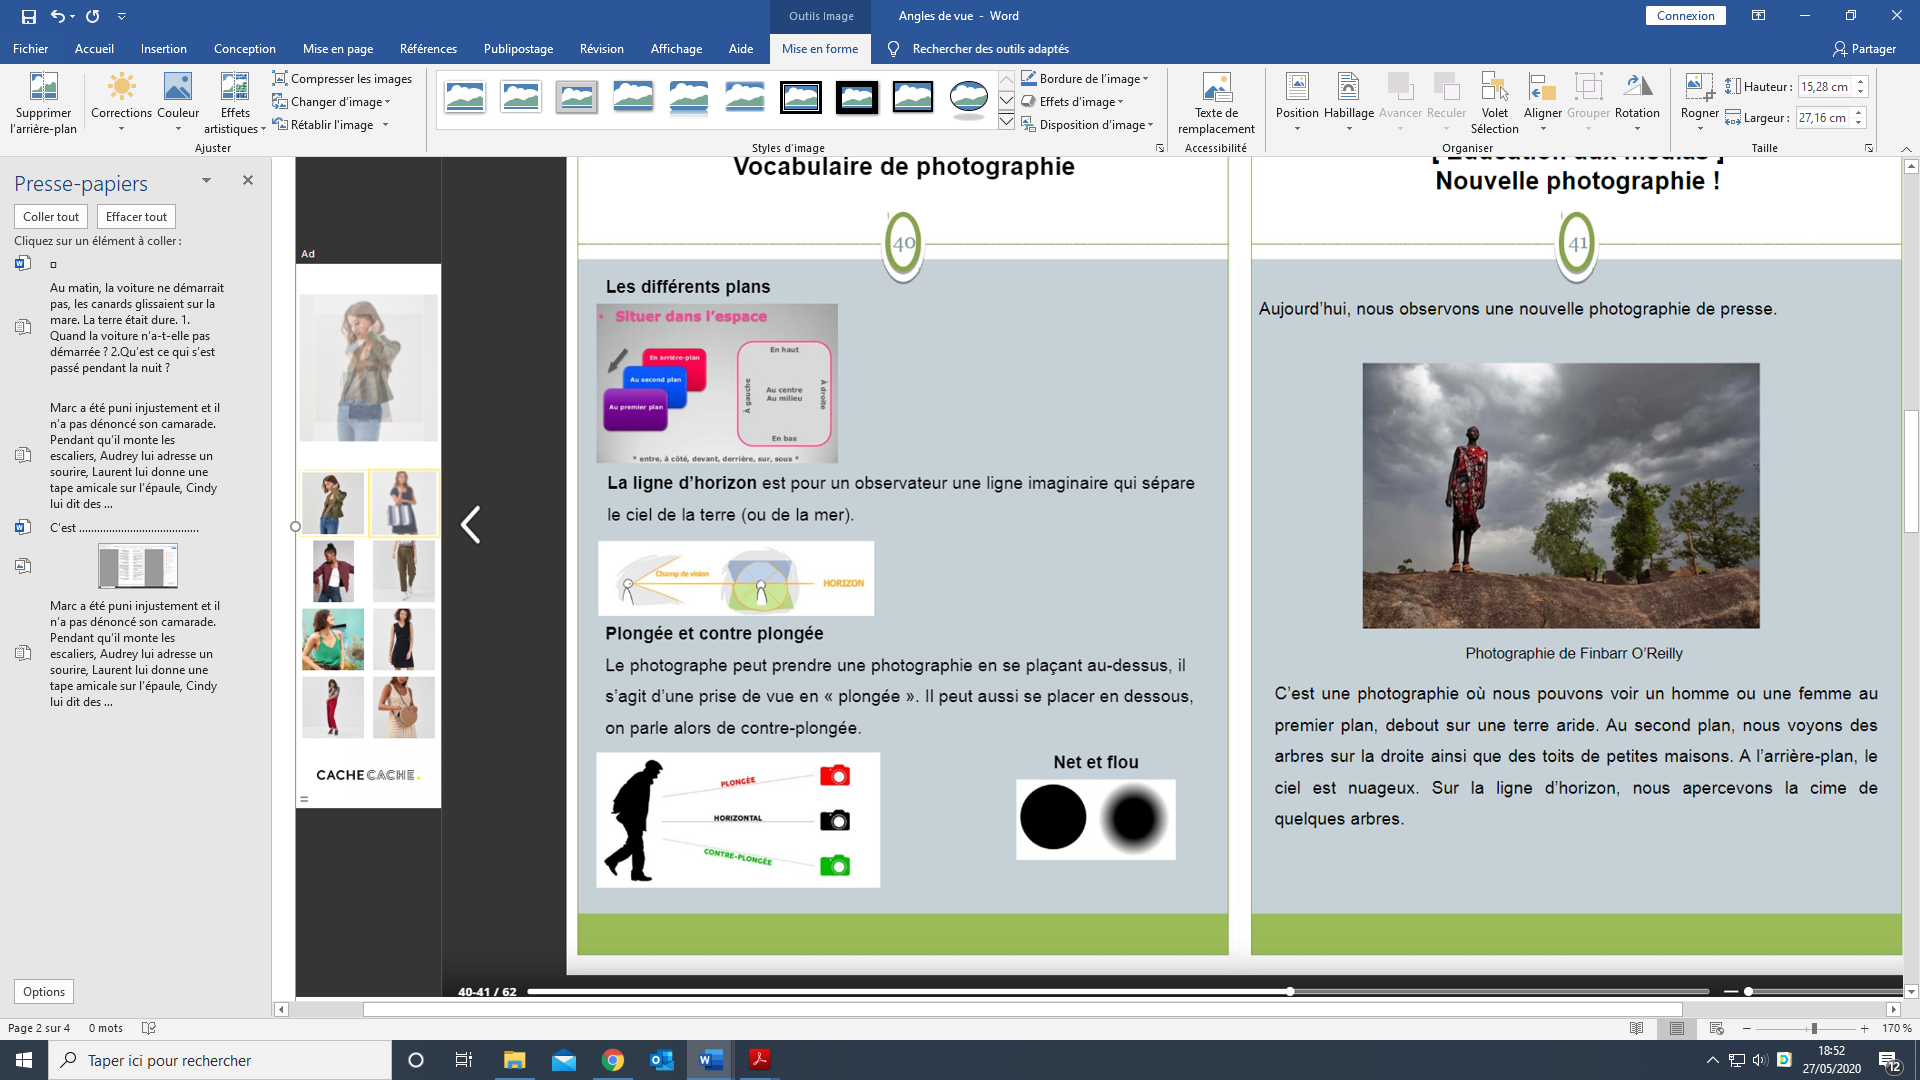 Outils Image
Angles de vue - Word
Connexion
Fichier
Accueil
Insertion
Conception
Mise en page
Références
Publipostage
Révision
Affichage
Aide
Mise en forme
Rechercher des outils adaptés
Partager
Supprimer
l'arrière-plan
Corrections
Couleur
Effets
artistiques
Compresser les images
Changer d'image
Rétablir l'image
Ajuster
Styles d'image
Bordure de l'image
Effets d'image
Disposition d'image
Texte de
remplacement
Accessibilité
Position
Habillage
Avancer
Reculer
Volet
Sélection
Aligner
Grouper
Rotation
Organiser
Rogner
Hauteur :
15,28 cm
Largeur :
27,16 cm
Taille
Presse-papiers
Coller tout
Effacer tout
Cliquez sur un élément à coller :
Au matin, la voiture ne démarrait
pas, les canards glissaient sur la
mare. La terre était dure. 1.
Quand la voiture n'a-t-elle pas
démarrée ? 2.Qu'est ce qui s'est
passé pendant la nuit ?
Marc a été puni injustement et il
n'a pas dénoncé son camarade.
Pendant qu'il monte les
escaliers, Audrey lui adresse un
sourire, Laurent lui donne une
tape amicale sur l'épaule, Cindy
lui dit des ...
C'est ........................................
Marc a été puni injustement et il
n'a pas dénoncé son camarade.
Pendant qu'il monte les
escaliers, Audrey lui adresse un
sourire, Laurent lui donne une
tape amicale sur l'épaule, Cindy
lui dit des ...
Options
Ad
CACHE CACHE.
Vocabulaire de photographie
40
Les différents plans
• Situer dans l'espace
En arrière-plan
Au second plan
Au premier plan
En haut
À gauche
Au centre
Au milieu
À droite
En bas
* entre, à côté, devant, derrière, sur, sous *
La ligne d'horizon est pour un observateur une ligne imaginaire qui sépare
le ciel de la terre (ou de la mer).
Champ de vision
HORIZON
Plongée et contre plongée
Le photographe peut prendre une photographie en se plaçant au-dessus, il
s'agit d'une prise de vue en « plongée ». Il peut aussi se placer en dessous,
on parle alors de contre-plongée.
PLONGÉE
HORIZONTAL
CONTRE-PLONGÉE
Net et flou
[ Education aux médias ]
Nouvelle photographie !
41
Aujourd'hui, nous observons une nouvelle photographie de presse.
Photographie de Finbarr O'Reilly
C'est une photographie où nous pouvons voir un homme ou une femme au
premier plan, debout sur une terre aride. Au second plan, nous voyons des
arbres sur la droite ainsi que des toits de petites maisons. A l'arrière-plan, le
ciel est nuageux. Sur la ligne d'horizon, nous apercevons la cime de
quelques arbres.
40-41 / 62
Page 2 sur 4
0 mots
170 %
Taper ici pour rechercher
18:52
27/05/2020
12